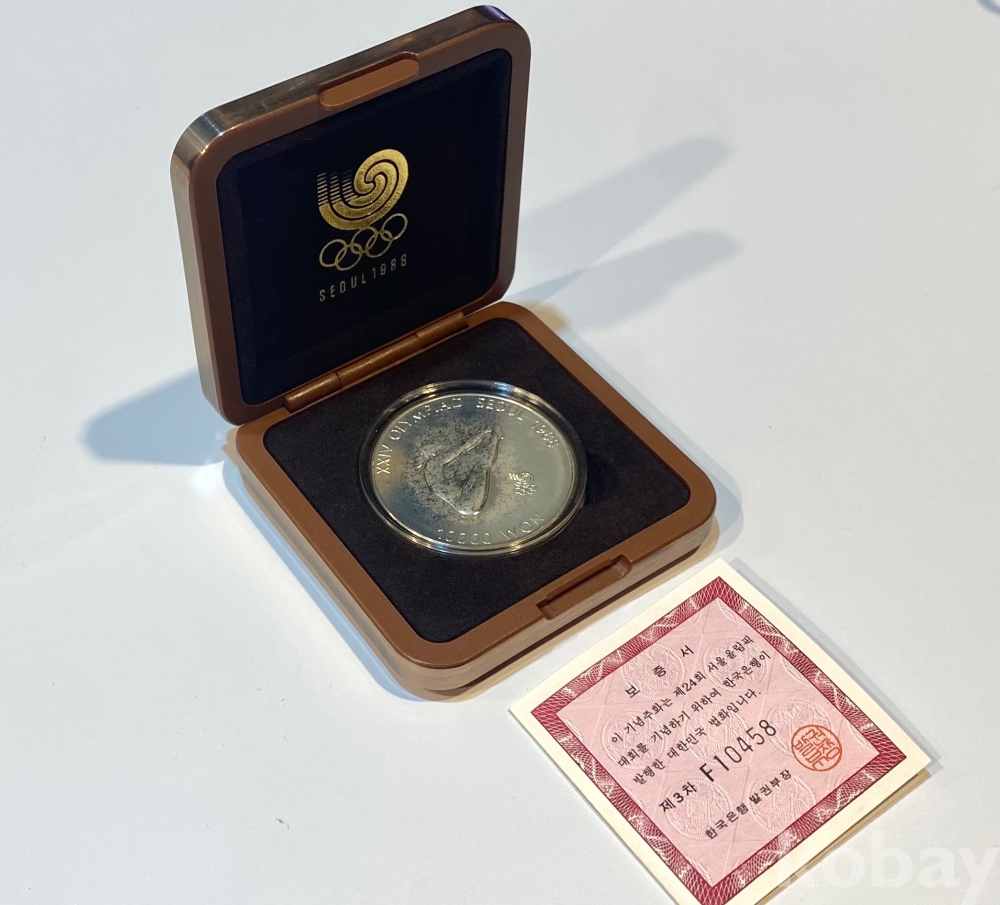 SEOUL 1988
XXIV OLYMPIAD SEOUL 1988
10000 WON
보 증 서
이 기념주화는 제24회 서울올림픽
대회를 기념하기 위하여 한국은행이
발행한 대한민국 법화입니다.
제3차 F10458
한국은행 발권부장
kobay